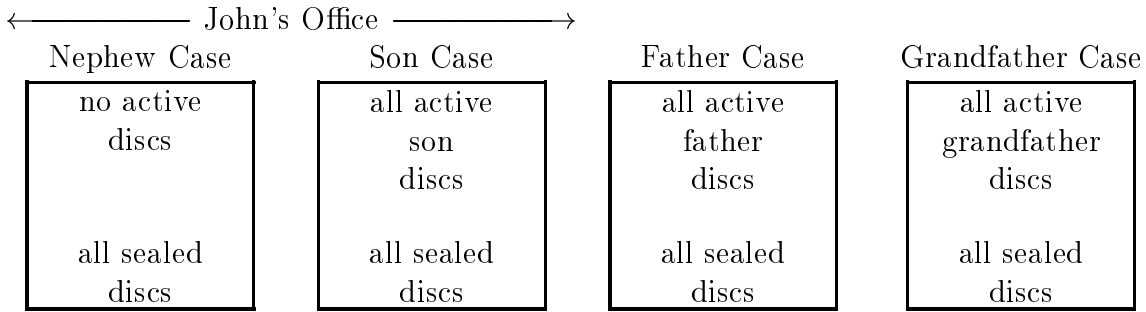 John's Office
Nephew Case Son Case Father Case Grandfather Case
no active all active all active all active
discs son father grandfather
discs discs discs
all sealed all sealed all sealed all sealed
discs discs discs discs